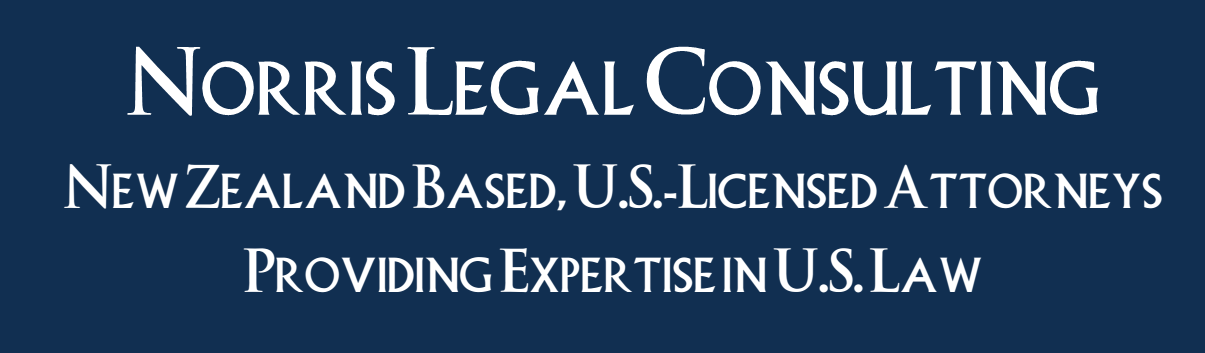 Norris Legal Consulting
New Zealand Based, U.S.-Licensed Attorneys
Providing Expertise in U.S. Law